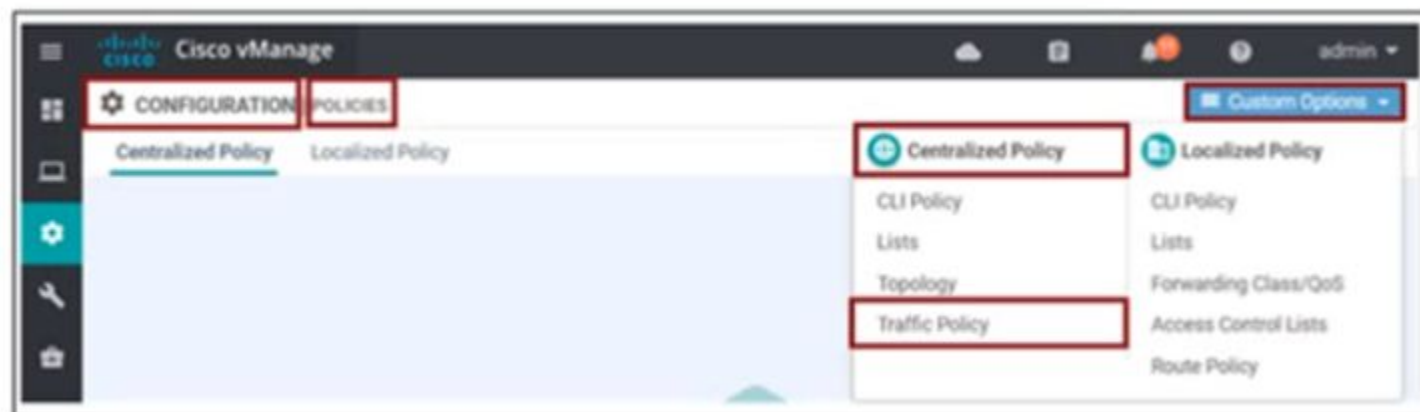 CISCO Cisco vManage admin
CONFIGURATION POLICIES Custom Options
Centralized Policy Localized Policy
Centralized Policy
CLI Policy
Lists
Topology
Traffic Policy
Localized Policy
CLI Policy
Lists
Forwarding Class/QoS
Access Control Lists
Route Policy